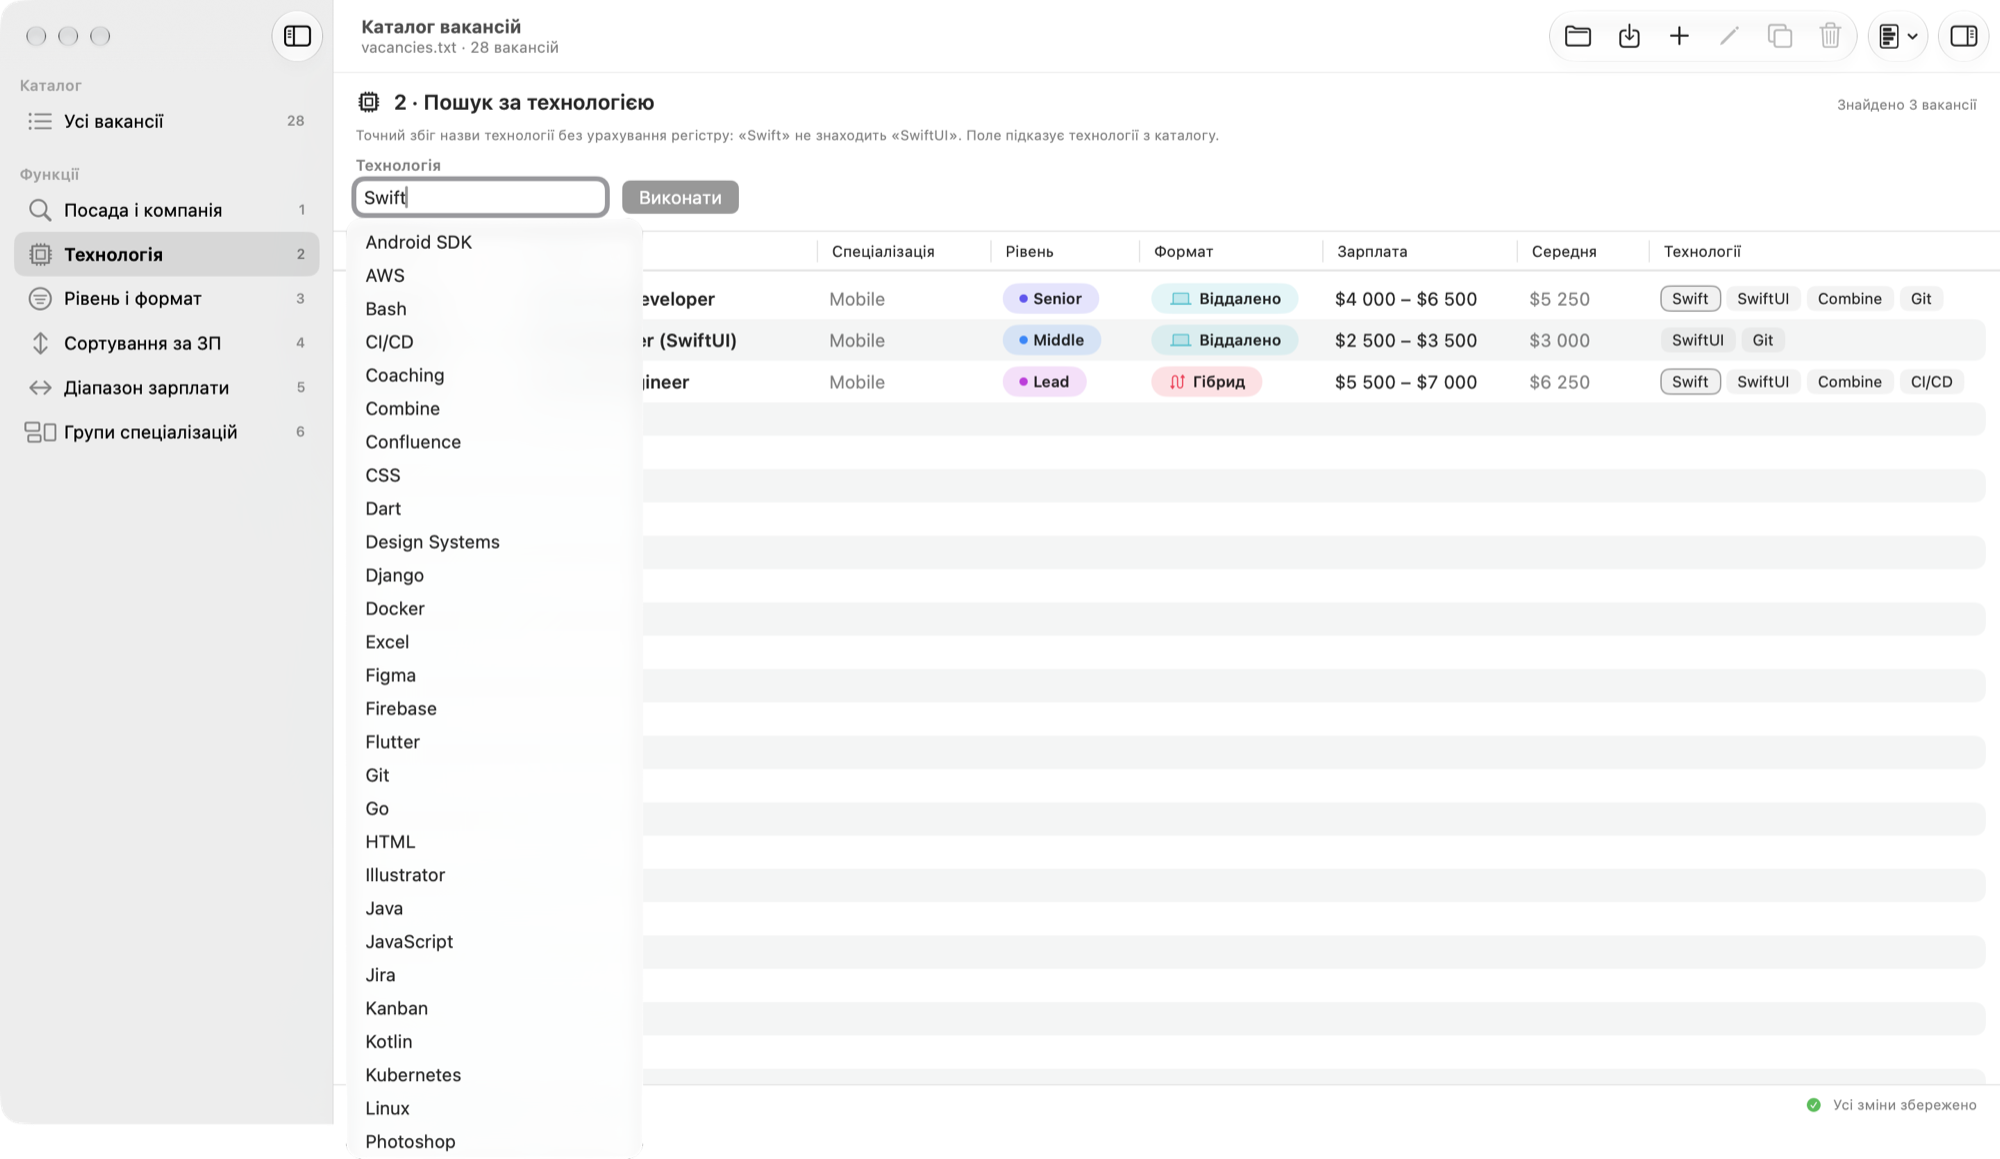 Каталог вакансій
vacancies.txt · 28 вакансій
Каталог
Усі вакансії 28
Функції
Посада і компанія 1
Технологія 2
Рівень і формат 3
Сортування за ЗП 4
Діапазон зарплати 5
Групи спеціалізацій 6
2 · Пошук за технологією
Знайдено 3 вакансії
Точний збіг назви технології без урахування регістру: «Swift» не знаходить «SwiftUI». Поле підказує технології з каталогу.
Технологія
Swift Виконати
Спеціалізація Рівень Формат Зарплата Середня Технології
eveloper Mobile Senior Віддалено $4 000 – $6 500 $5 250 Swift SwiftUI Combine Git
er (SwiftUI) Mobile Middle Віддалено $2 500 – $3 500 $3 000 SwiftUI Git
gineer Mobile Lead Гібрид $5 500 – $7 000 $6 250 Swift SwiftUI Combine CI/CD
Android SDK
AWS
Bash
CI/CD
Coaching
Combine
Confluence
CSS
Dart
Design Systems
Django
Docker
Excel
Figma
Firebase
Flutter
Git
Go
HTML
Illustrator
Java
JavaScript
Jira
Kanban
Kotlin
Kubernetes
Linux
Photoshop
Усі зміни збережено